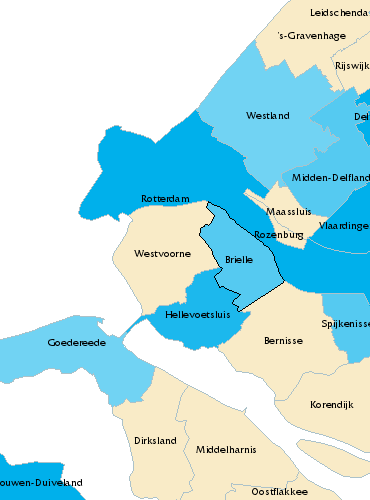 Leidschenda
's-Gravenhage
Rijswijk
Westland
Del
Midden-Delfland
Rotterdam
Maassluis
Vlaardinge
Rozenburg
Westvoorne
Brielle
Hellevoetsluis
Spijkenisse
Goedereede
Bernisse
Korendijk
Dirksland
Middelharnis
ouwen-Duiveland
Oostflakkee